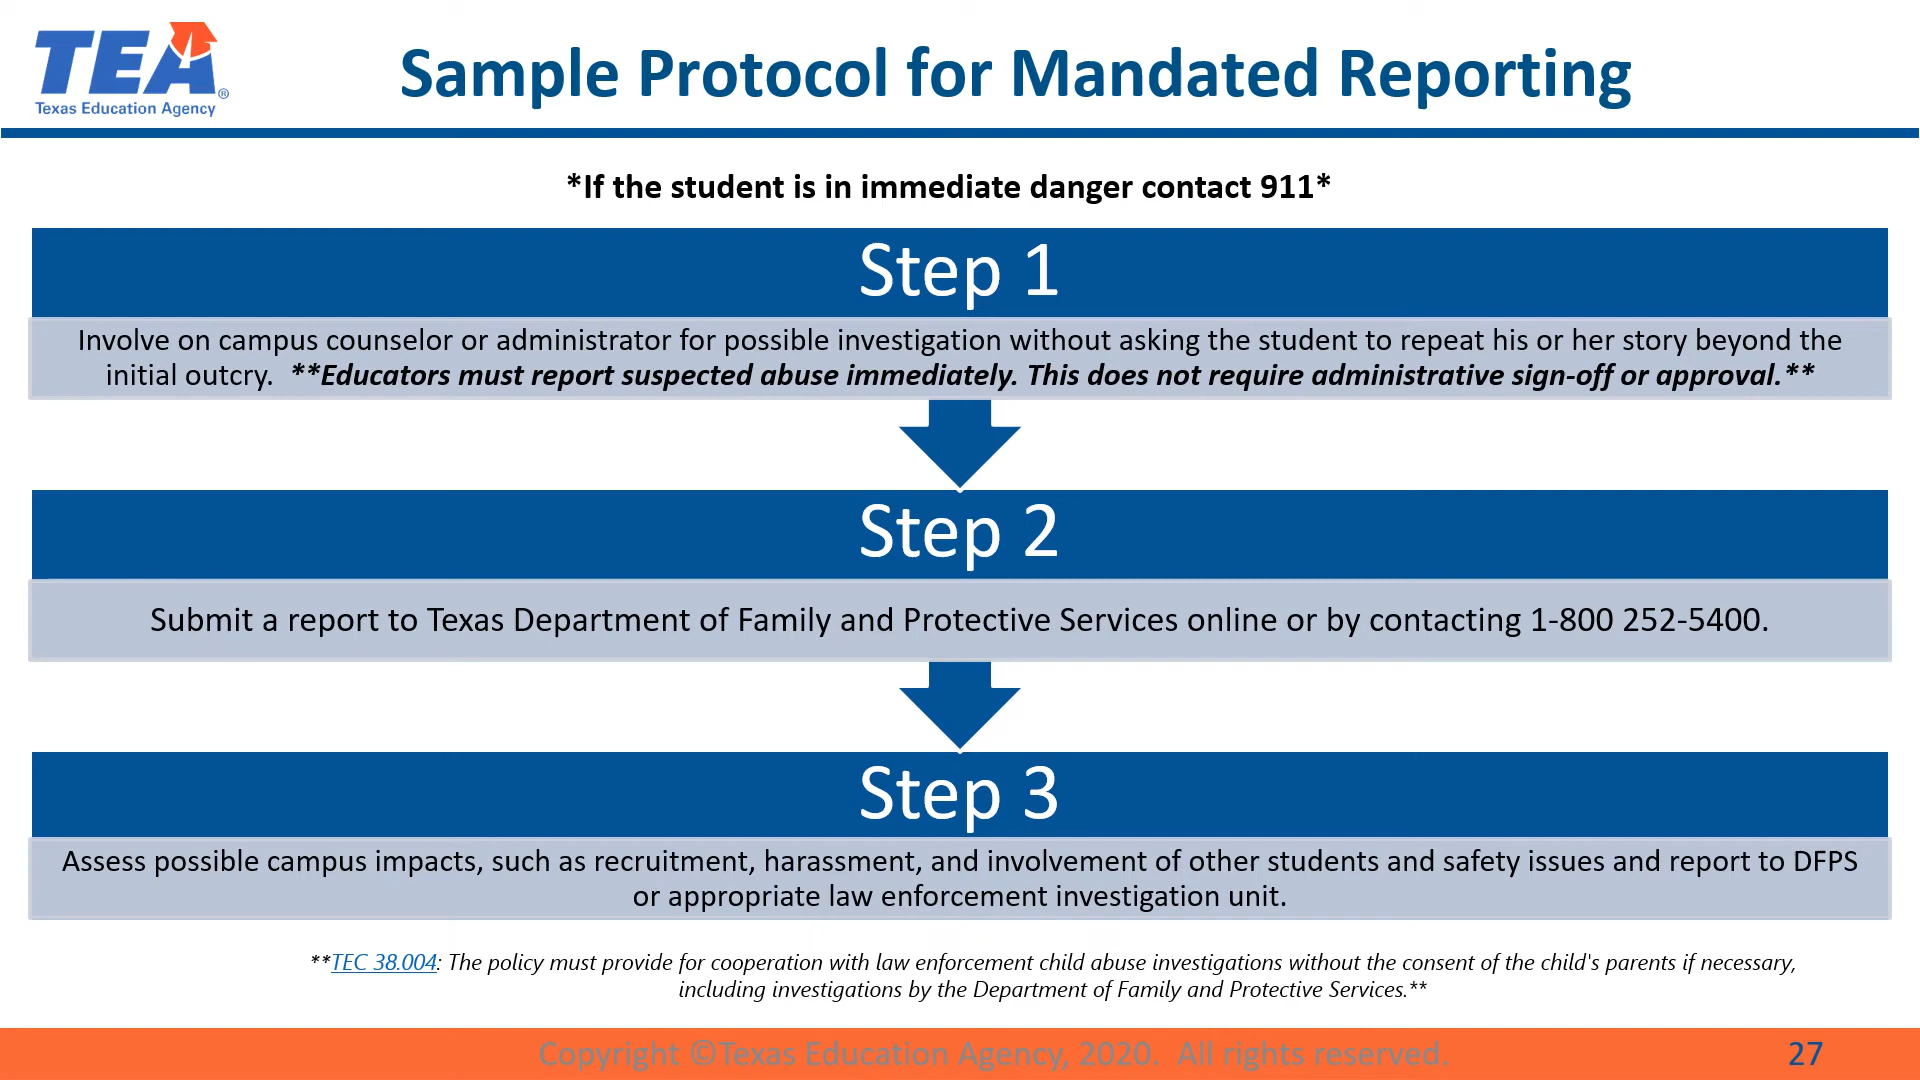 TEA®
Texas Education Agency
Sample Protocol for Mandated Reporting
*If the student is in immediate danger contact 911*
Step 1
Involve on campus counselor or administrator for possible investigation without asking the student to repeat his or her story beyond the
initial outcry.  **Educators must report suspected abuse immediately. This does not require administrative sign-off or approval.**
Step 2
Submit a report to Texas Department of Family and Protective Services online or by contacting 1-800 252-5400.
Step 3
Assess possible campus impacts, such as recruitment, harassment, and involvement of other students and safety issues and report to DFPS
or appropriate law enforcement investigation unit.
**TEC 38.004: The policy must provide for cooperation with law enforcement child abuse investigations without the consent of the child's parents if necessary,
including investigations by the Department of Family and Protective Services.**
Copyright ©Texas Education Agency, 2020.  All rights reserved.
27